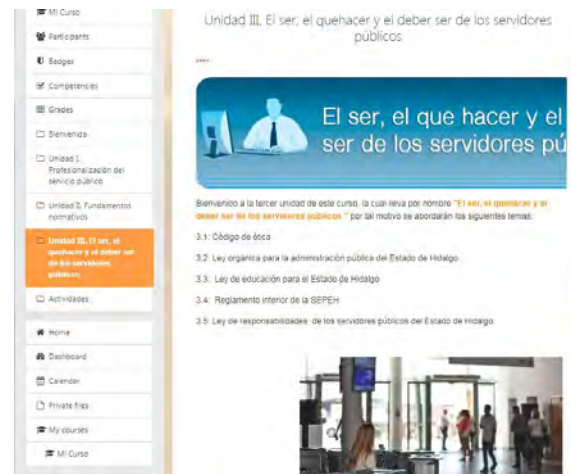 Mi Curso
Participants
Badges
Competencies
Grades
Bienvenida
Unidad I.
Profesionalización del
servicio público
Unidad II. Fundamentos
normativos
Unidad III. El ser, el
quehacer y el deber ser
de los servidores
públicos
Actividades
Home
Dashboard
Calendar
Private files
My courses
Mi Curso
Unidad III. El ser, el quehacer y el deber ser de los servidores
públicos
El ser, el que hacer y el
ser de los servidores pú
Bienvenido a la tercer unidad de este curso, la cual lleva por nombre "El ser, el quehacer y el
deber ser de los servidores públicos " por tal motivo se abordarán los siguientes temas:
3.1: Código de ética
3.2: Ley orgánica para la administración pública del Estado de Hidalgo
3.3: Ley de educación para el Estado de Hidalgo
3.4: Reglamento interior de la SEPEH
3.5: Ley de responsabilidades de los servidores públicos del Estado de Hidalgo